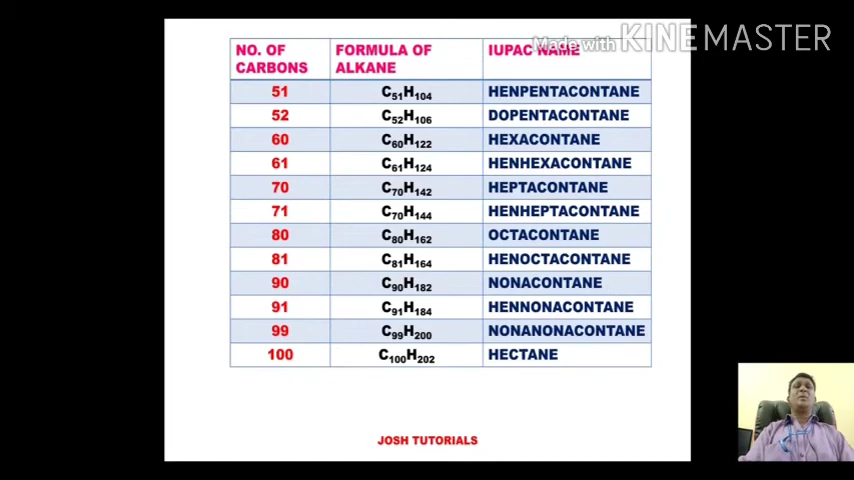 Made with KINEMASTER
NO. OF CARBONS FORMULA OF ALKANE IUPAC NAME
51 C₅₁H₁₀₄ HENPENTACONTANE
52 C₅₂H₁₀₆ DOPENTACONTANE
60 C₆₀H₁₂₂ HEXACONTANE
61 C₆₁H₁₂₄ HENHEXACONTANE
70 C₇₀H₁₄₂ HEPTACONTANE
71 C₇₀H₁₄₄ HENHEPTACONTANE
80 C₈₀H₁₆₂ OCTACONTANE
81 C₈₁H₁₆₄ HENOCTACONTANE
90 C₉₀H₁₈₂ NONACONTANE
91 C₉₁H₁₈₄ HENNONACONTANE
99 C₉₉H₂₀₀ NONANONACONTANE
100 C₁₀₀H₂₀₂ HECTANE
JOSH TUTORIALS